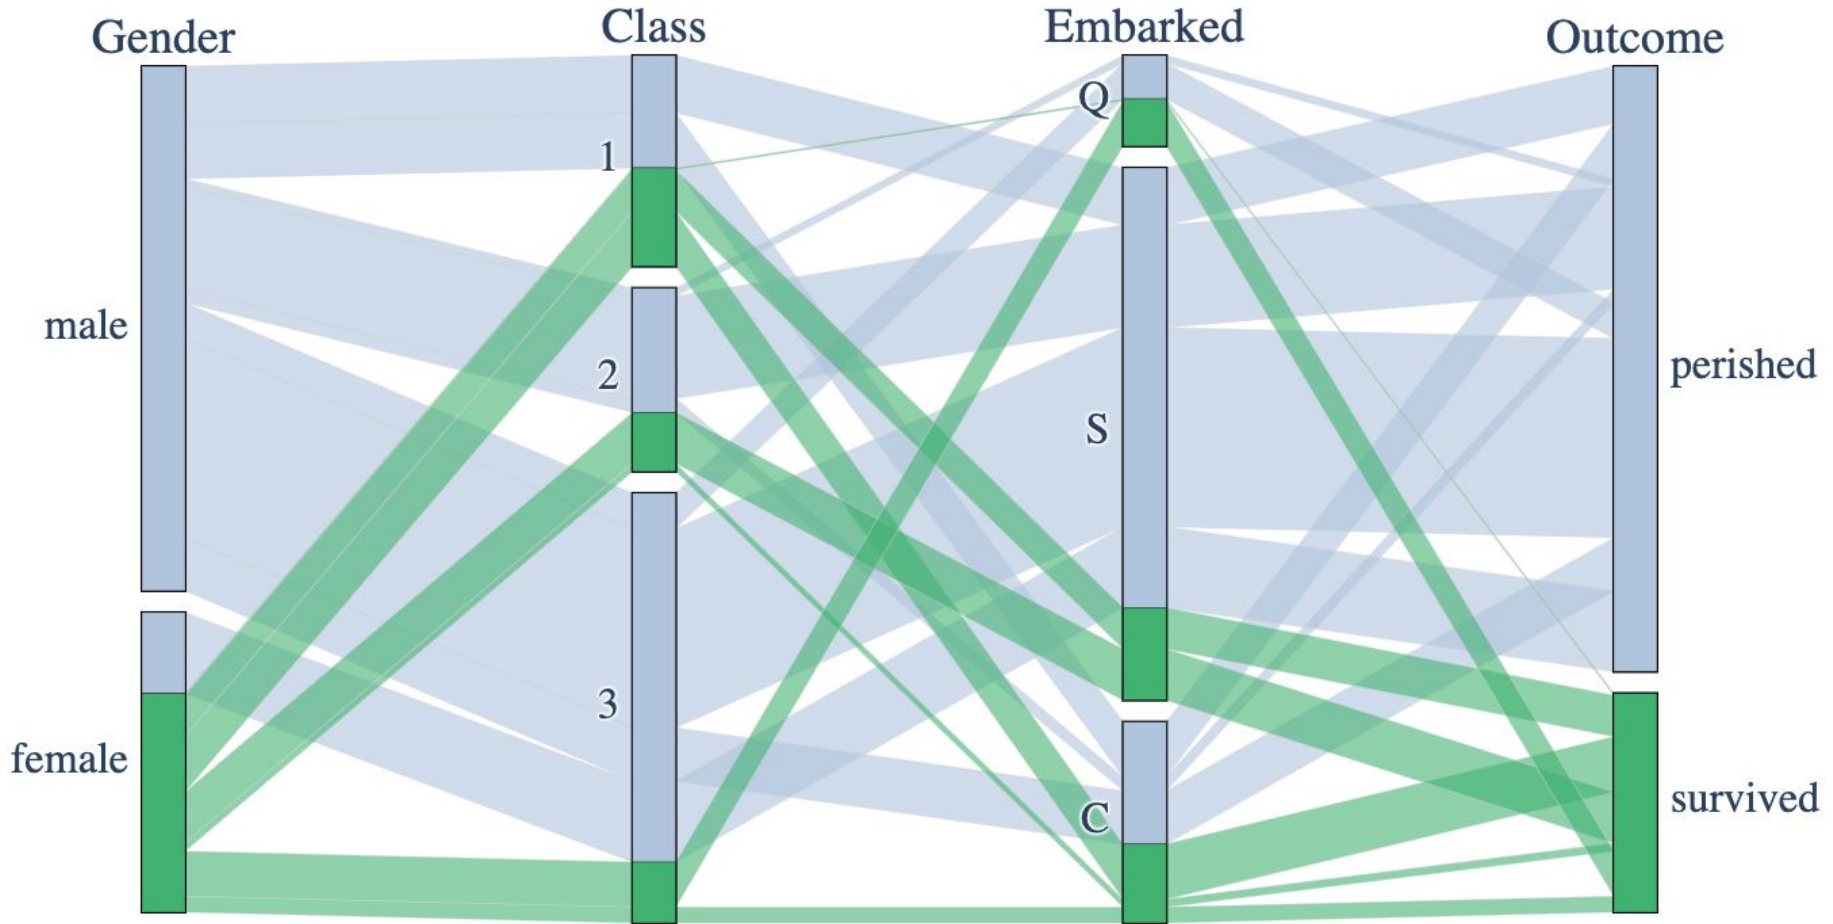 Gender
Class
Embarked
Outcome
male
female
1
2
3
Q
S
C
perished
survived